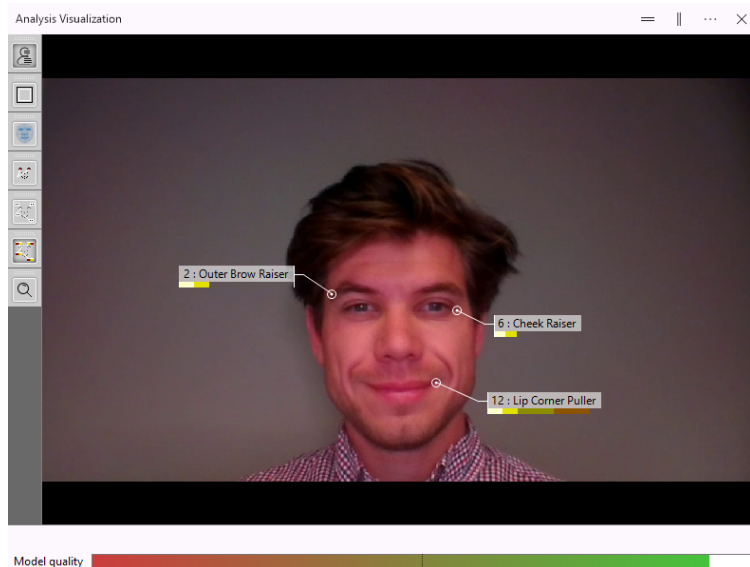 Analysis Visualization
2 : Outer Brow Raiser
6 : Cheek Raiser
12 : Lip Corner Puller
Model quality